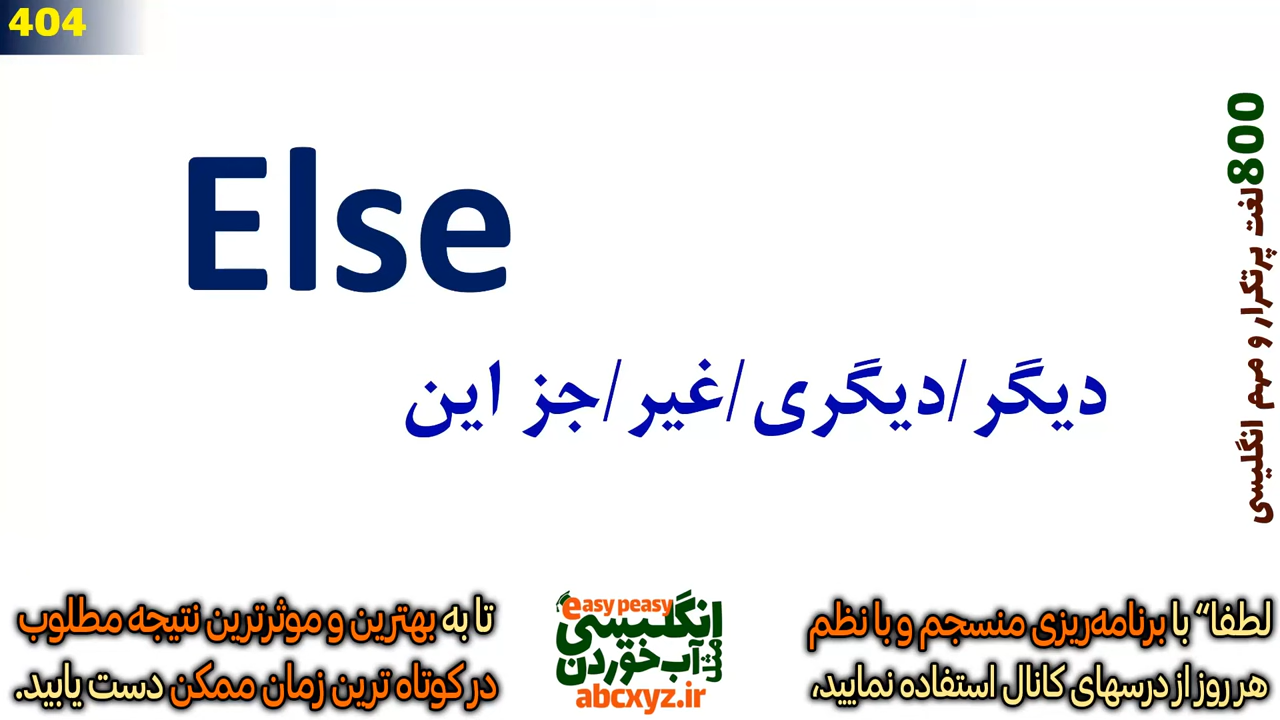 404
Else
دیگر/دیگری/غیر/جز این
800 لغت پرتکرار و مهم انگلیسی
لطفا“ با برنامه‌ریزی منسجم و با نظم
هر روز از درسهای کانال استفاده نمایید،
تا به بهترین و موثرترین نتیجه مطلوب
در کوتاه ترین زمان ممکن دست یابید.
easy peasy
انگلیسی
مثل آب خوردن
abcxyz.ir